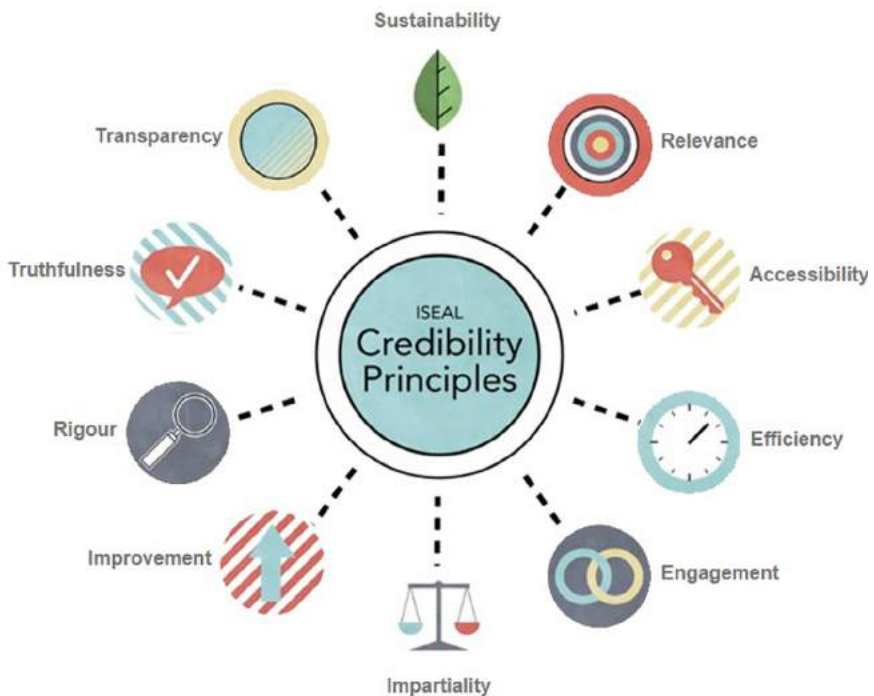 Sustainability
Transparency
Relevance
Truthfulness
Accessibility
ISEAL
Credibility
Principles
Rigour
Efficiency
Improvement
Engagement
Impartiality